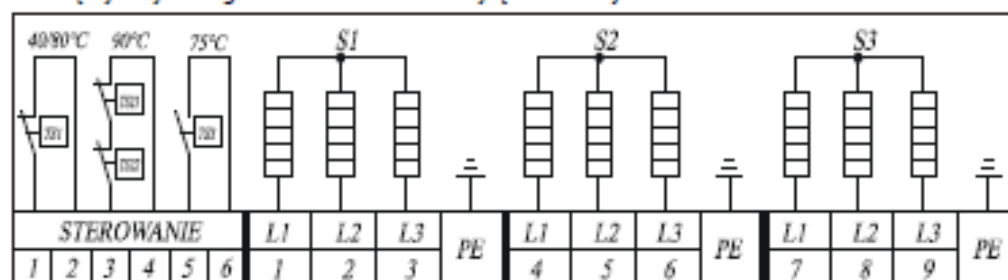 40/80°C 90°C 75°C S1 S2 S3
STEROWANIE L1 L2 L3 PE L1 L2 L3 PE L1 L2 L3 PE
1 2 3 4 5 6 1 2 3 4 5 6 7 8 9